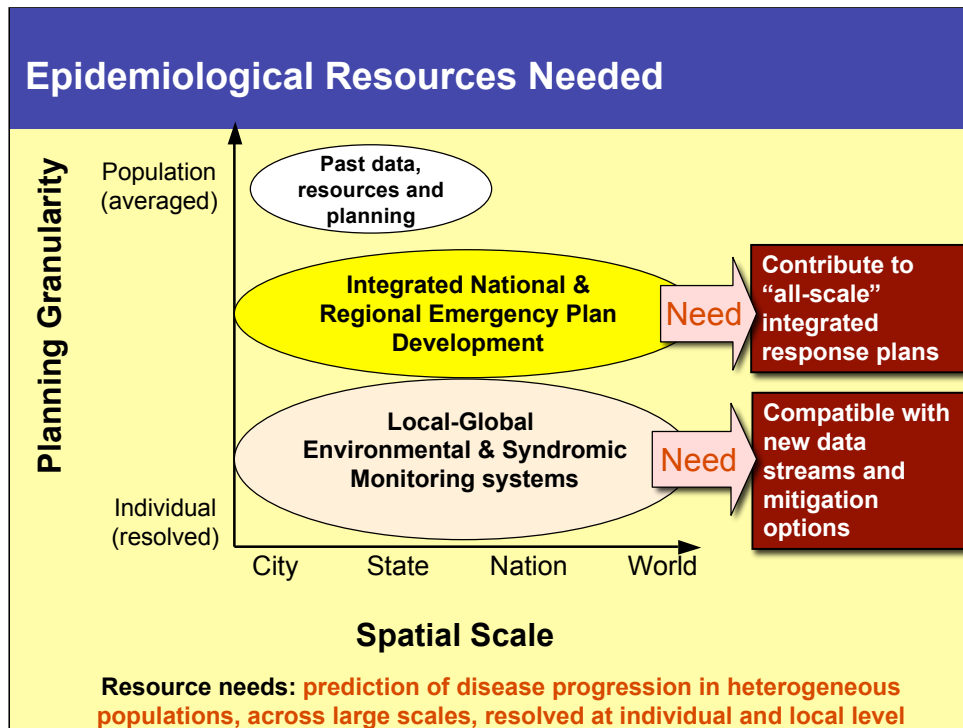 Epidemiological Resources Needed
Planning Granularity
Population
(averaged)
Past data,
resources and
planning
Integrated National &
Regional Emergency Plan
Development
Need
Contribute to
“all-scale”
integrated
response plans
Local-Global
Environmental & Syndromic
Monitoring systems
Need
Compatible with
new data
streams and
mitigation
options
Individual
(resolved)
City State Nation World
Spatial Scale
Resource needs: prediction of disease progression in heterogeneous
populations, across large scales, resolved at individual and local level